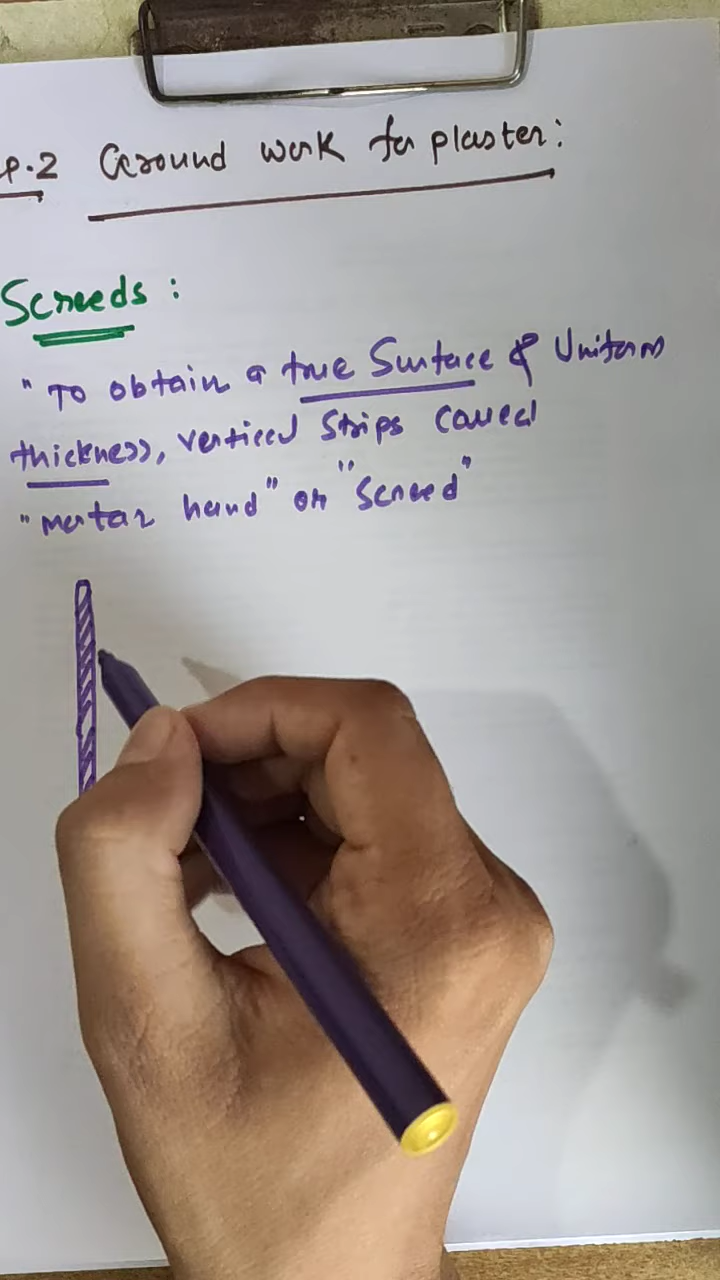 p.2 Ground work for plaster:
Screeds :
"To obtain a true Surface & Uniform
thickness, vertical Strips called
"mortar band" or "Screed"